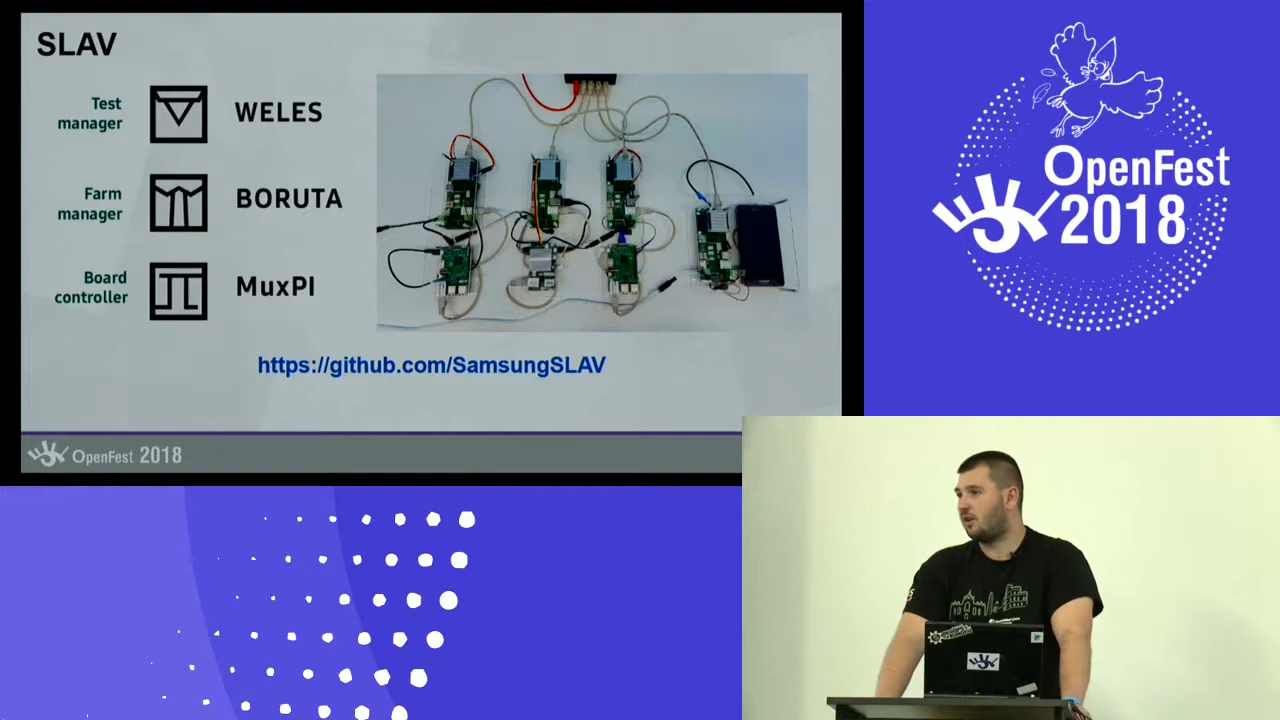 SLAV
Test
manager
WELES
Farm
manager
BORUTA
Board
controller
MuxPI
https://github.com/SamsungSLAV
OpenFest 2018
OpenFest
2018